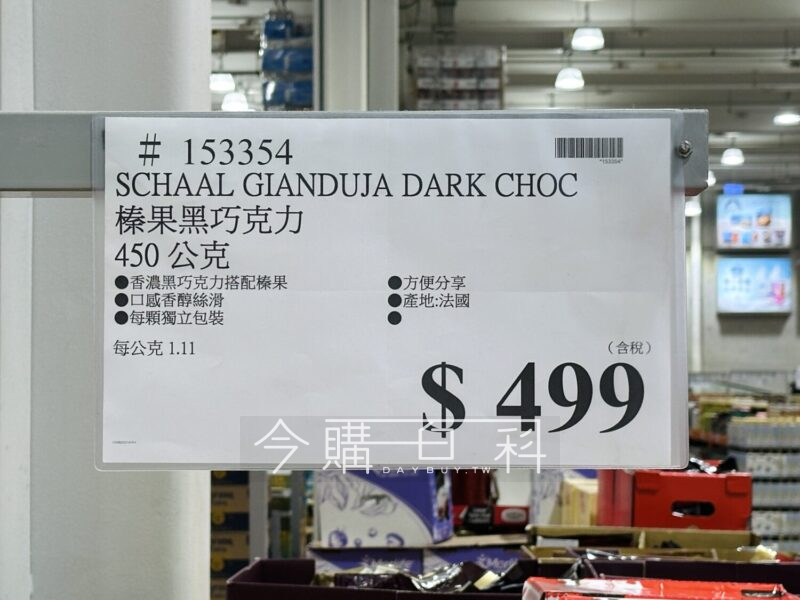 # 153354
*153354*
SCHAAL GIANDUJA DARK CHOC
榛果黑巧克力
450 公克
●香濃黑巧克力搭配榛果
●口感香醇絲滑
●每顆獨立包裝
●方便分享
●產地:法國
●
每公克 1.11
(含稅)
$ 499
今購百科
DAYBUY.TW